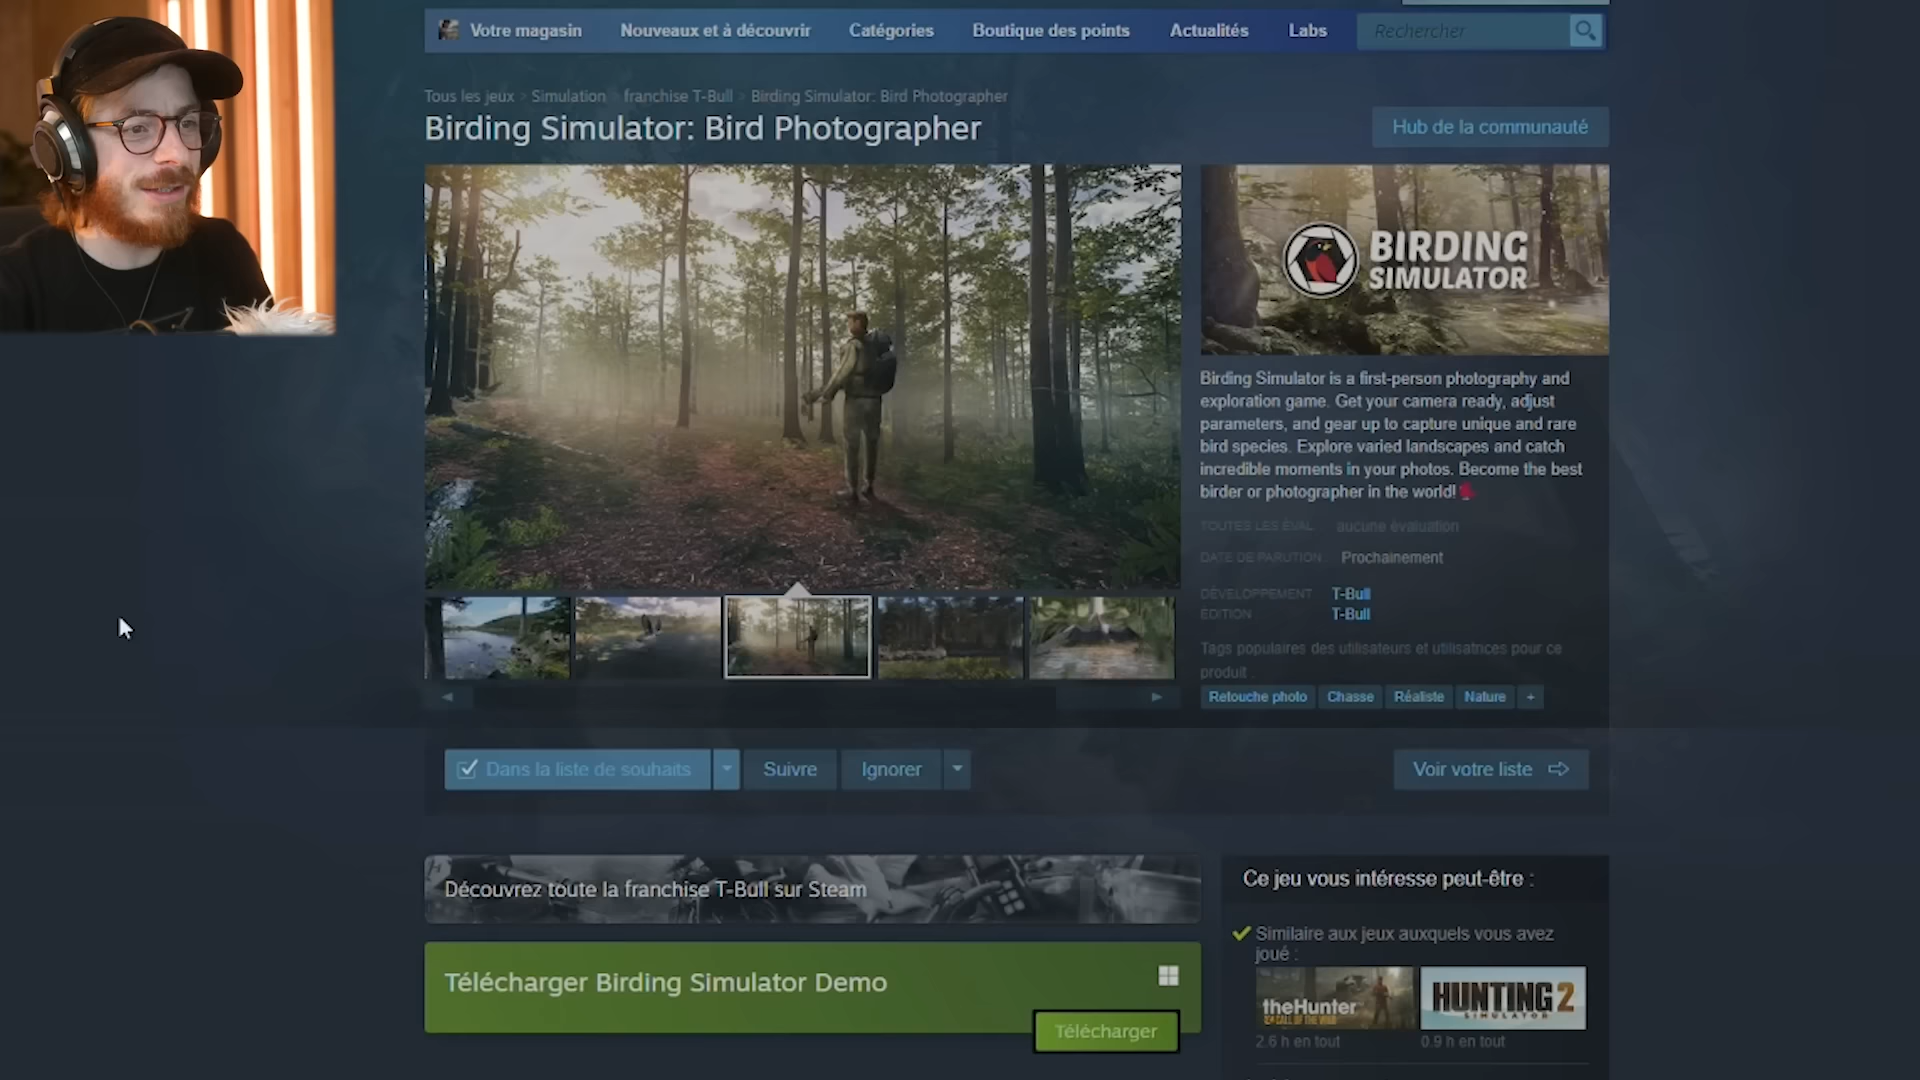 Votre magasin
Nouveaux et à découvrir
Catégories
Boutique des points
Actualités
Labs
Rechercher
Tous les jeux > Simulation > franchise T-Bull > Birding Simulator: Bird Photographer
Birding Simulator: Bird Photographer
Hub de la communauté
BIRDING
SIMULATOR
Birding Simulator is a first-person photography and
exploration game. Get your camera ready, adjust
parameters, and gear up to capture unique and rare
bird species. Explore varied landscapes and catch
incredible moments in your photos. Become the best
birder or photographer in the world!
TOUTES LES ÉVAL. aucune évaluation
DATE DE PARUTION : Prochainement
DÉVELOPPEMENT T-Bull
ÉDITION T-Bull
Tags populaires des utilisateurs et utilisatrices pour ce
produit :
Retouche photo
Chasse
Réaliste
Nature
+
Dans la liste de souhaits
Suivre
Ignorer
Voir votre liste
Découvrez toute la franchise T-Bull sur Steam
Télécharger Birding Simulator Demo
Télécharger
Ce jeu vous intéresse peut-être :
Similaire aux jeux auxquels vous avez
joué :
theHunter
CALL OF THE WILD
HUNTING 2
SIMULATOR
2.6 h en tout
0.9 h en tout